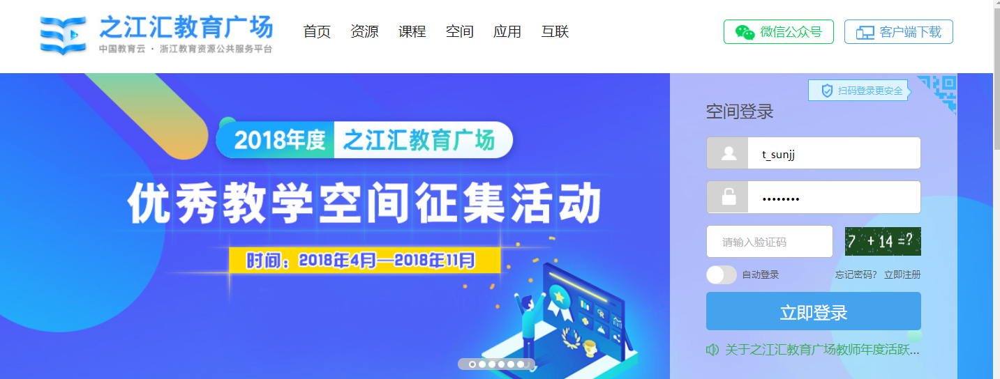 之江汇教育广场
中国教育云 · 浙江教育资源公共服务平台
首页 资源 课程 空间 应用 互联
微信公众号
客户端下载
2018年度 之江汇教育广场
优秀教学空间征集活动
时间：2018年4月—2018年11月
扫码登录更安全
空间登录
t_sunjj
••••••••
请输入验证码
7 + 14 =?
自动登录
忘记密码? 立即注册
立即登录
关于之江汇教育广场教师年度活跃...